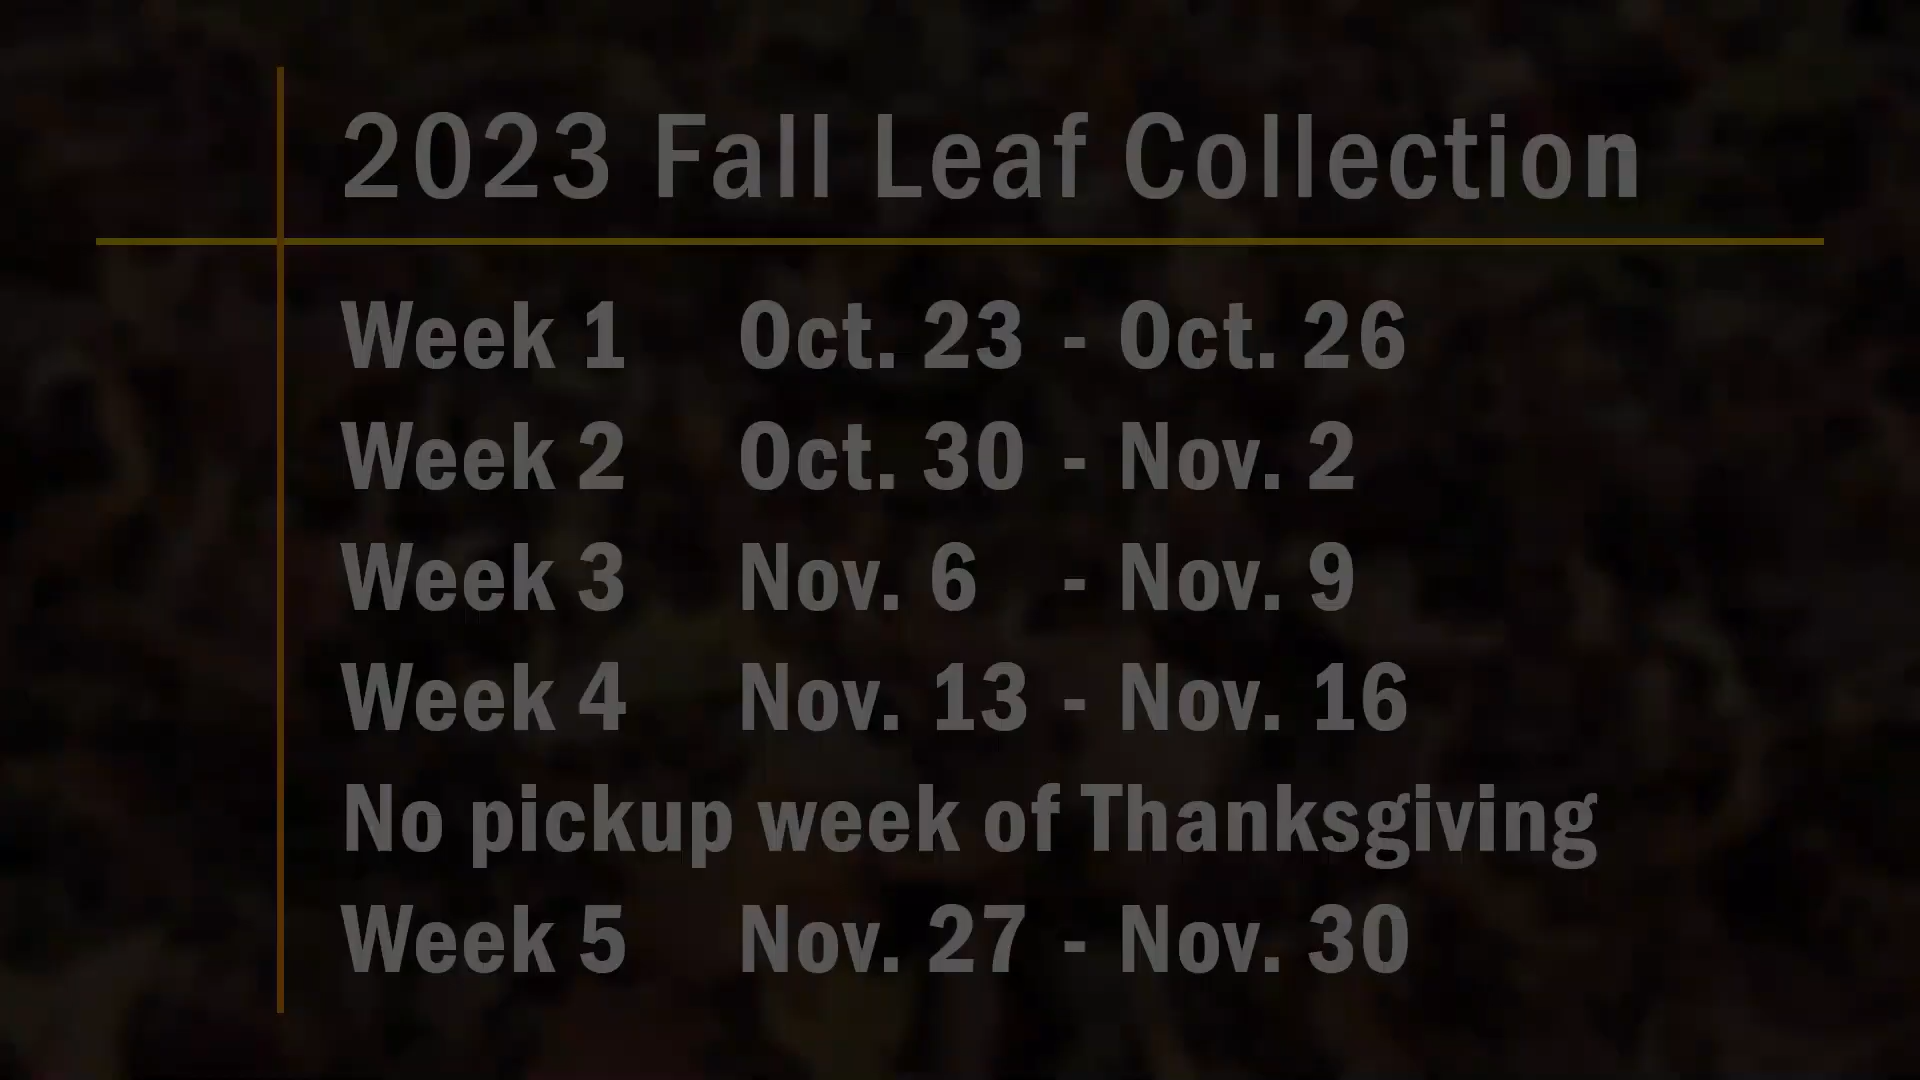 2023 Fall Leaf Collection
Week 1 Oct. 23 - Oct. 26
Week 2 Oct. 30 - Nov. 2
Week 3 Nov. 6 - Nov. 9
Week 4 Nov. 13 - Nov. 16
No pickup week of Thanksgiving
Week 5 Nov. 27 - Nov. 30